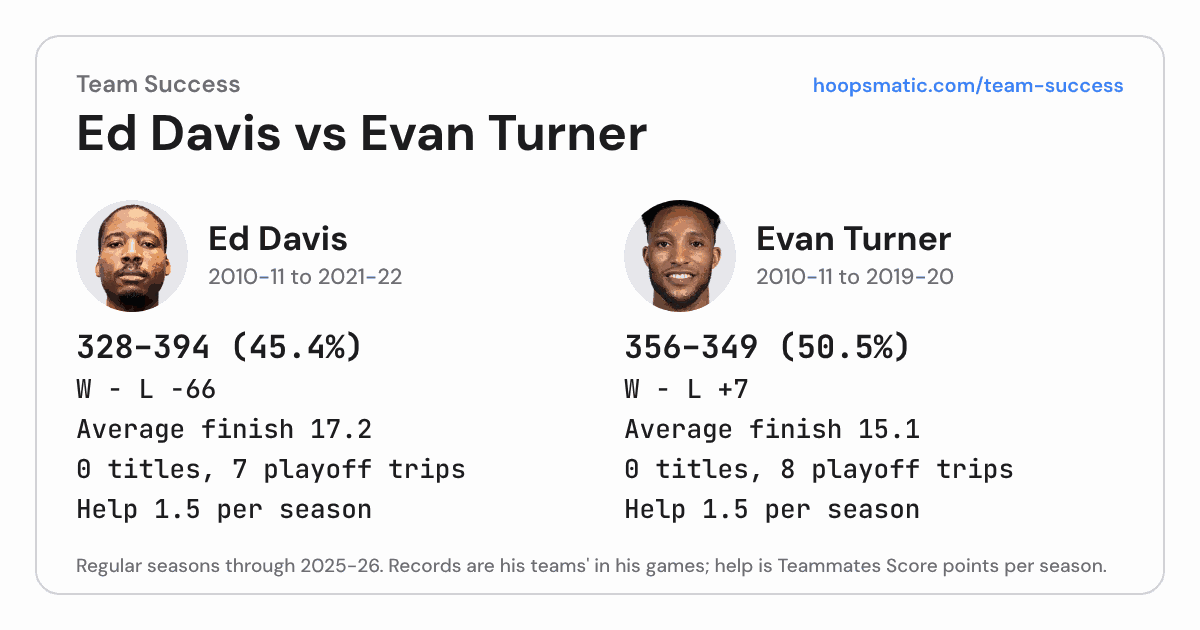 Team Success
hoopsmatic.com/team-success
Ed Davis vs Evan Turner
Ed Davis
2010-11 to 2021-22
328-394 (45.4%)
W - L -66
Average finish 17.2
0 titles, 7 playoff trips
Help 1.5 per season
Evan Turner
2010-11 to 2019-20
356-349 (50.5%)
W - L +7
Average finish 15.1
0 titles, 8 playoff trips
Help 1.5 per season
Regular seasons through 2025-26. Records are his teams' in his games; help is Teammates Score points per season.